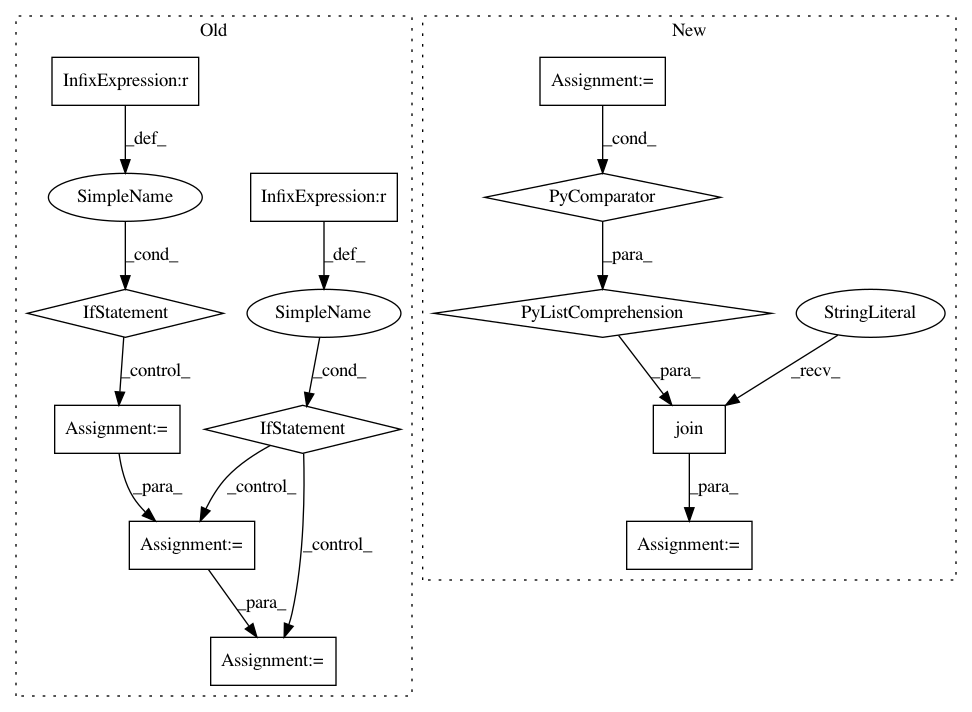 Old
New
InfixExpression:r
Assignment:=
_def_
_cond_
SimpleName
InfixExpression:r
PyComparator
_cond_
_def_
_para_
IfStatement
SimpleName
PyListComprehension
StringLiteral
_control_
_cond_
_para_
_recv_
Assignment:=
IfStatement
join
_para_
_control_
_para_
Assignment:=
_control_
Assignment:=
_para_
Assignment:=